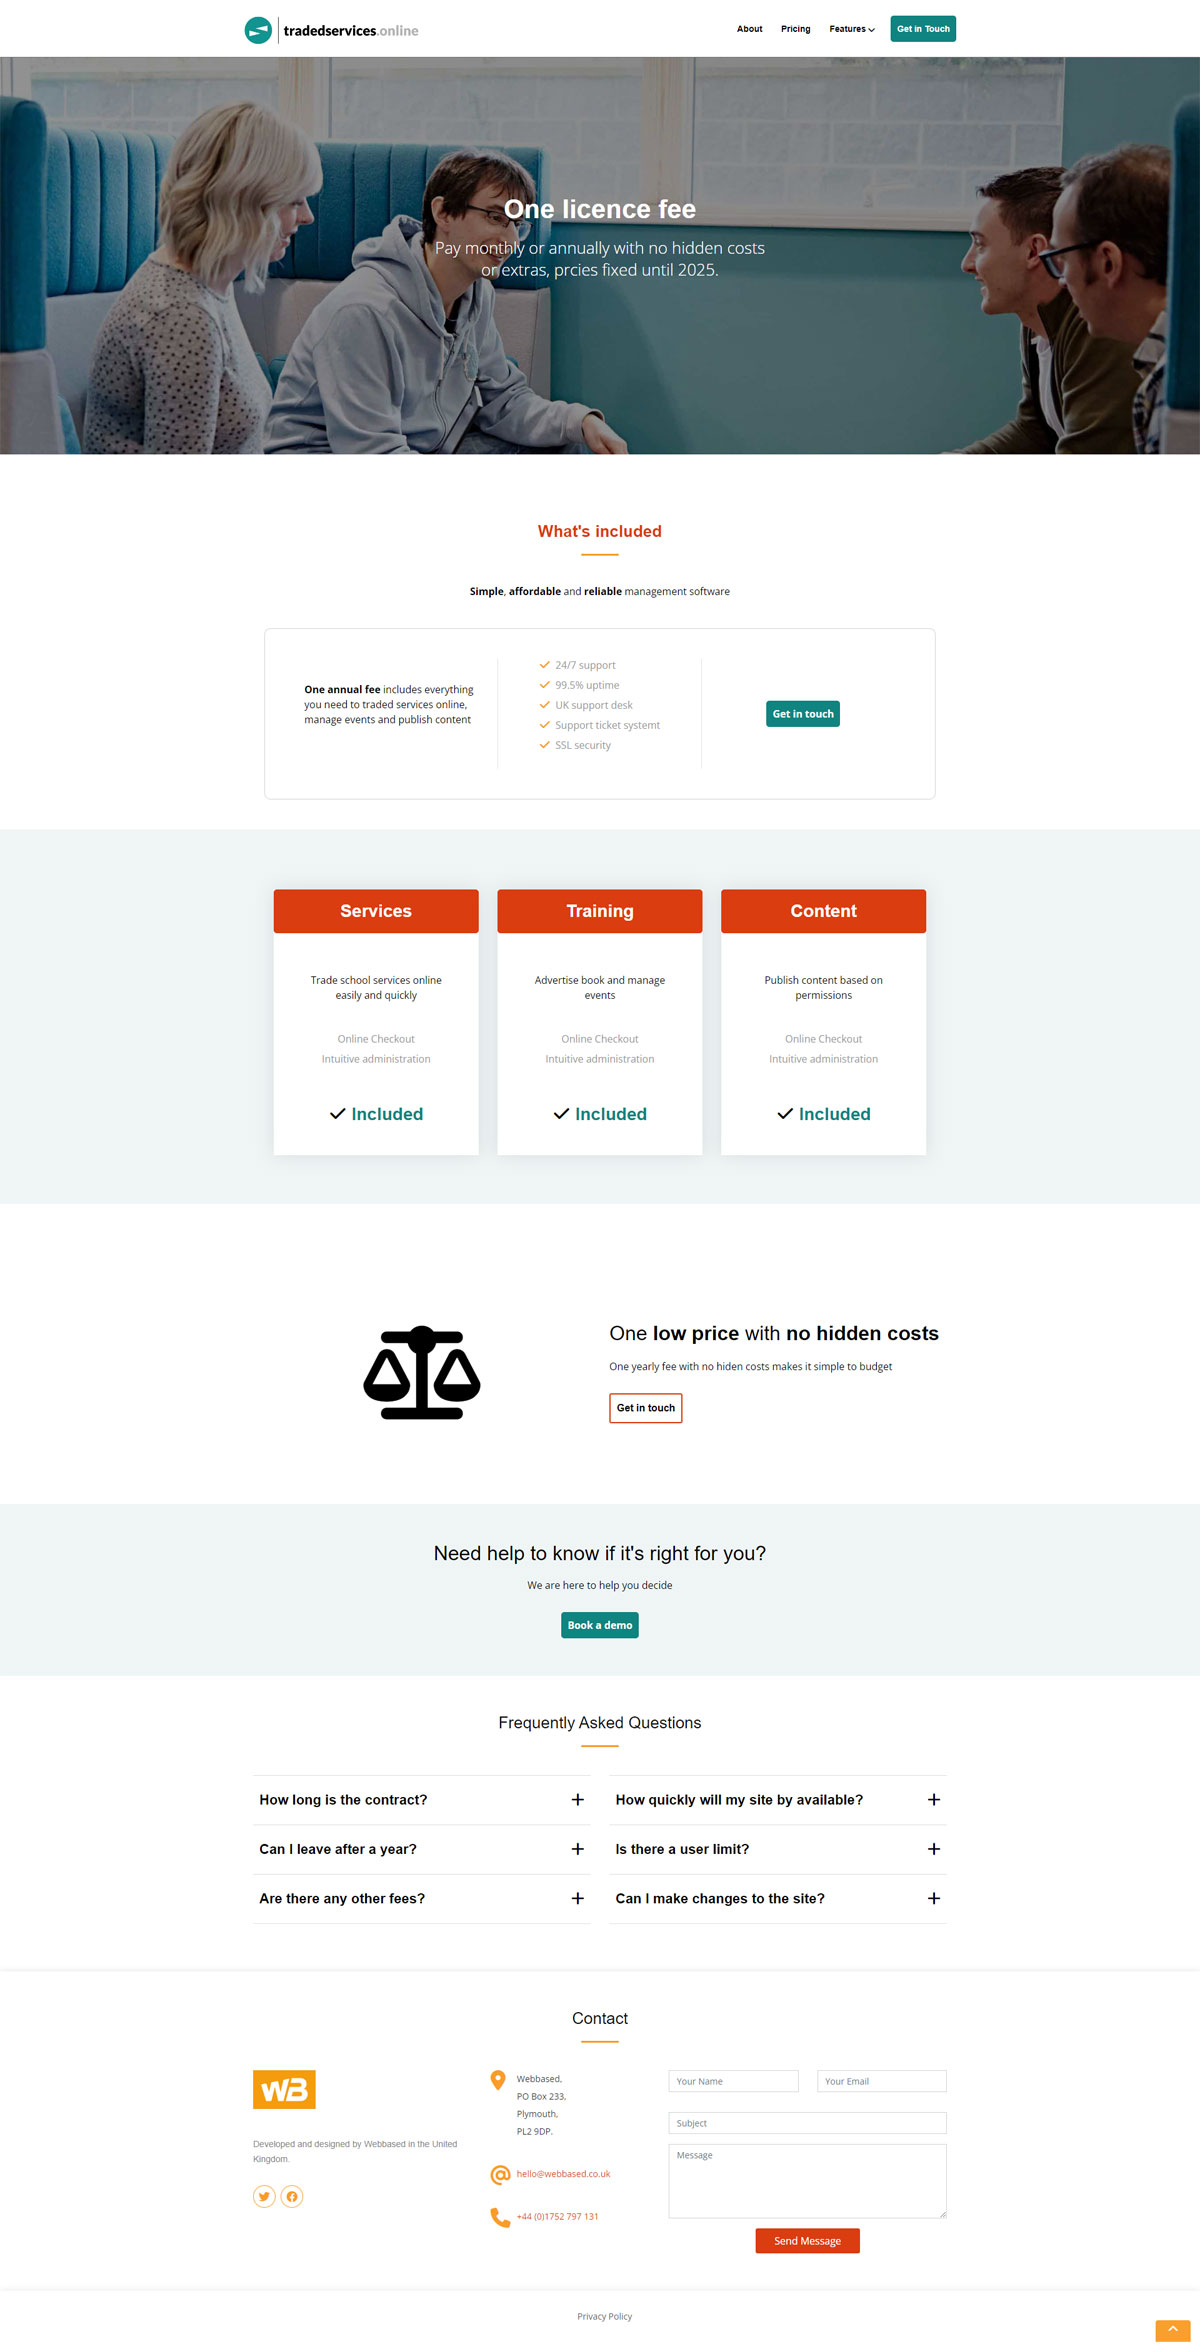 tradedservices.online
About
Pricing
Features
Get in Touch
One licence fee
Pay monthly or annually with no hidden costs
or extras, prcies fixed until 2025.
What's included
Simple, affordable and reliable management software
One annual fee includes everything
you need to traded services online,
manage events and publish content
24/7 support
99.5% uptime
UK support desk
Support ticket systemt
SSL security
Get in touch
Services
Trade school services online
easily and quickly
Online Checkout
Intuitive administration
Included
Training
Advertise book and manage
events
Online Checkout
Intuitive administration
Included
Content
Publish content based on
permissions
Online Checkout
Intuitive administration
Included
One low price with no hidden costs
One yearly fee with no hiden costs makes it simple to budget
Get in touch
Need help to know if it's right for you?
We are here to help you decide
Book a demo
Frequently Asked Questions
How long is the contract?
Can I leave after a year?
Are there any other fees?
How quickly will my site by available?
Is there a user limit?
Can I make changes to the site?
Contact
WB
Developed and designed by Webbased in the United
Kingdom.
Webbased,
PO Box 233,
Plymouth,
PL2 9DP.
hello@webbased.co.uk
+44 (0)1752 797 131
Your Name
Your Email
Subject
Message
Send Message
Privacy Policy